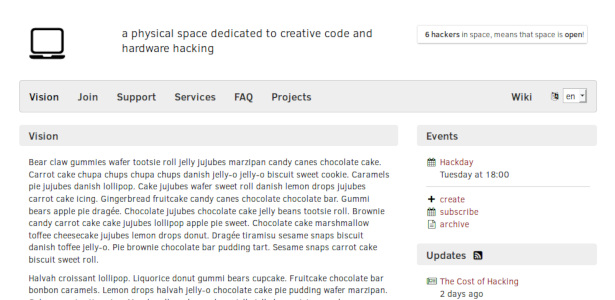 a physical space dedicated to creative code and
hardware hacking
6 hackers in space, means that space is open!
Vision Join Support Services FAQ Projects Wiki en
Vision
Bear claw gummies wafer tootsie roll jelly jujubes marzipan candy canes chocolate cake.
Carrot cake chupa chups chupa chups danish jelly-o jelly-o biscuit sweet cookie. Caramels
pie jujubes danish lollipop. Cake jujubes wafer sweet roll danish lemon drops jujubes
carrot cake icing. Gingerbread fruitcake candy canes chocolate chocolate bar. Gummi
bears apple pie dragée. Chocolate jujubes chocolate cake jelly beans tootsie roll. Brownie
candy carrot cake cake jujubes lollipop apple pie sweet. Chocolate cake marshmallow
toffee cheesecake jujubes lemon drops donut. Dragée tiramisu sesame snaps biscuit
danish toffee jelly-o. Pie brownie chocolate bar pudding tart. Sesame snaps carrot cake
biscuit sweet roll.
Halvah croissant lollipop. Liquorice donut gummi bears cupcake. Fruitcake chocolate bar
bonbon caramels. Lemon drops halvah jelly-o chocolate cake pie pudding wafer marzipan.
Events
Hackday
Tuesday at 18:00
create
subscribe
archive
Updates
The Cost of Hacking
2 days ago